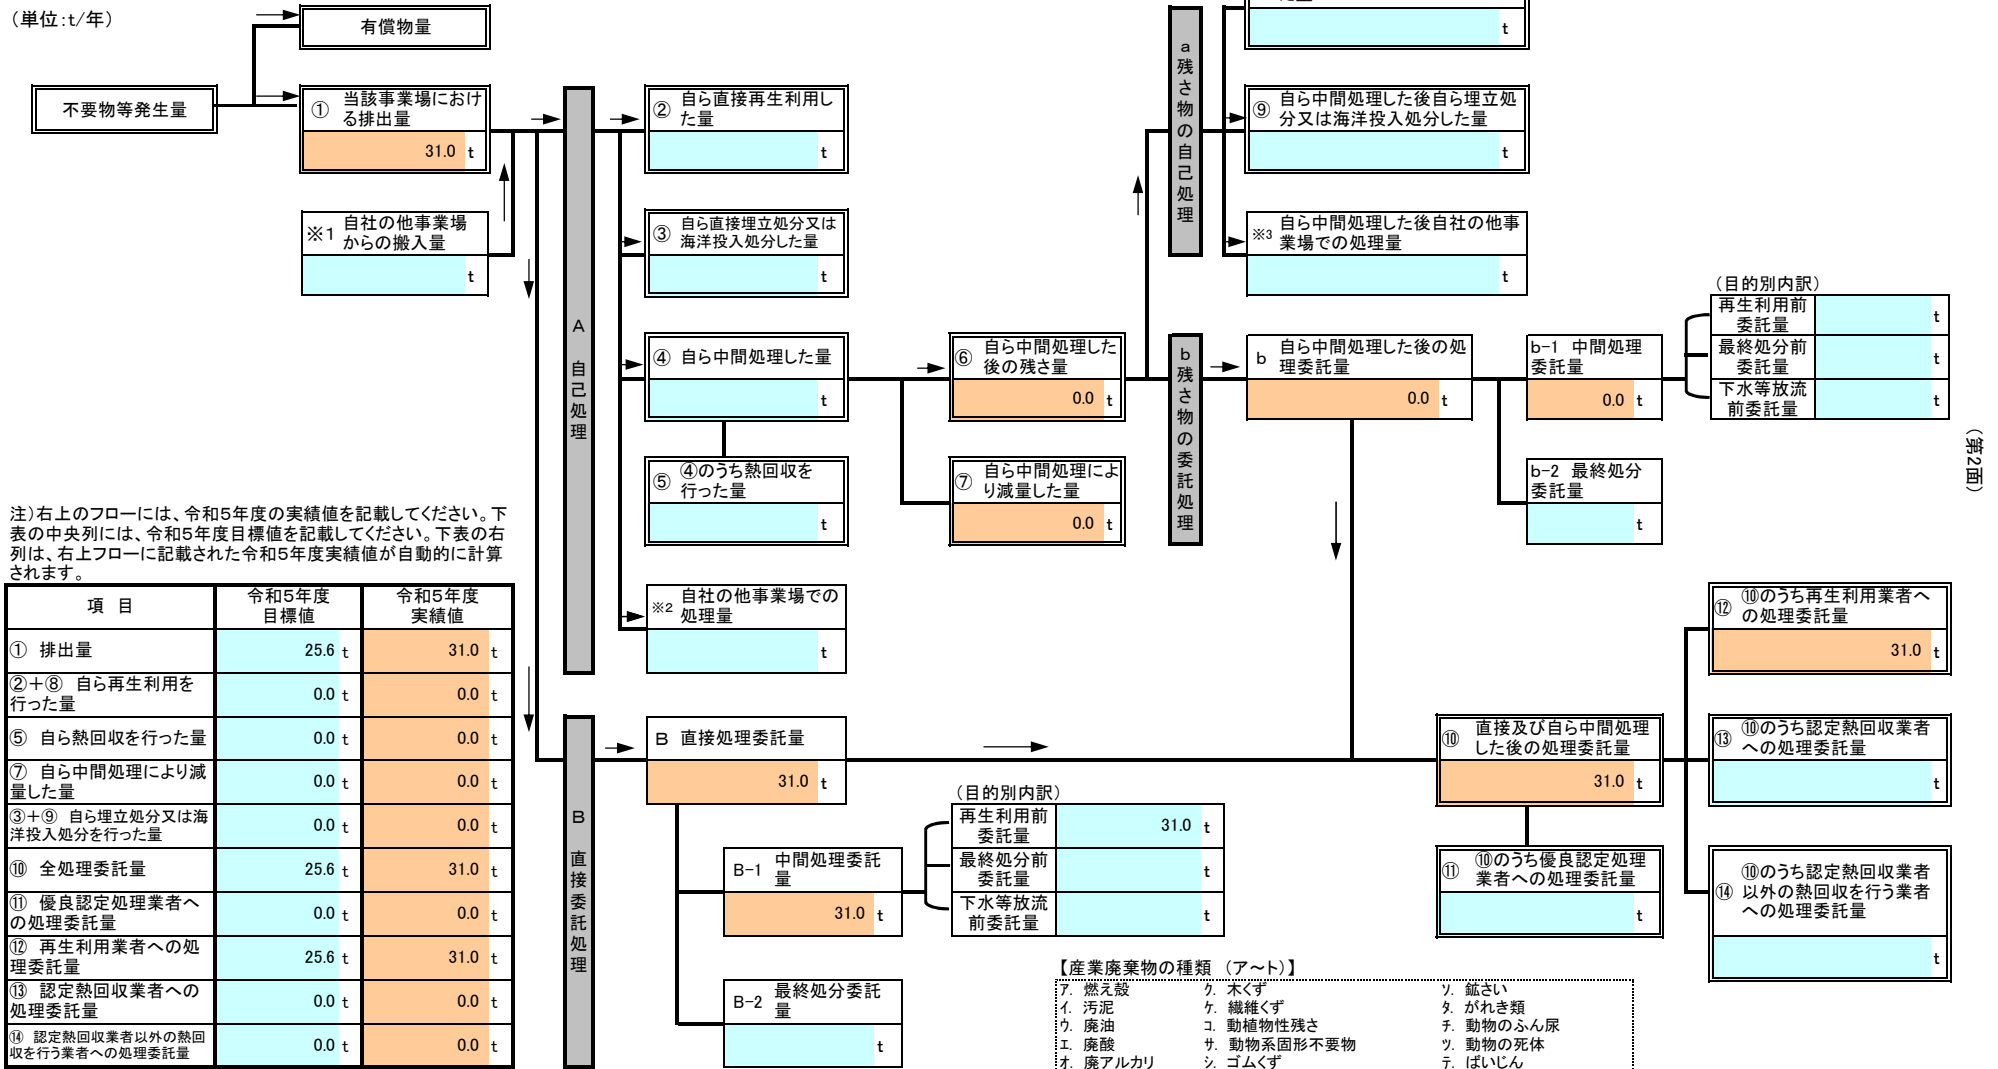 (単位:t/年)
有償物量
不要物等発生量
① 当該事業場におけ
る排出量
31.0 t
※1 自社の他事業場
からの搬入量
t
A 自己処理
② 自ら直接再生利用し
た量
t
③ 自ら直接埋立処分又は
海洋投入処分した量
t
④ 自ら中間処理した量
t
⑤ ④のうち熱回収を
行った量
t
※2 自社の他事業場での
処理量
t
⑥ 自ら中間処理した
後の残さ量
0.0 t
⑦ 自ら中間処理によ
り減量した量
0.0 t
a 残さ物の自己処理
t
⑨ 自ら中間処理した後自ら埋立処
分又は海洋投入処分した量
t
※3 自ら中間処理した後自社の他事
業場での処理量
t
b 残さ物の委託処理
b 自ら中間処理した後の処
理委託量
0.0 t
b-1 中間処理
委託量
0.0 t
b-2 最終処分
委託量
t
(目的別内訳)
再生利用前
委託量
t
最終処分前
委託量
t
下水等放流
前委託量
t
(第2面)
注)右上のフローには、令和5年度の実績値を記載してください。下
表の中央列には、令和5年度目標値を記載してください。下表の右
列は、右上フローに記載された令和5年度実績値が自動的に計算
されます。
項 目 令和5年度 目標値 令和5年度 実績値
① 排出量 25.6 t 31.0 t
②+⑧ 自ら再生利用を
行った量 0.0 t 0.0 t
⑤ 自ら熱回収を行った量 0.0 t 0.0 t
⑦ 自ら中間処理により減
量した量 0.0 t 0.0 t
③+⑨ 自ら埋立処分又は海
洋投入処分を行った量 0.0 t 0.0 t
⑩ 全処理委託量 25.6 t 31.0 t
⑪ 優良認定処理業者へ
の処理委託量 0.0 t 0.0 t
⑫ 再生利用業者への処
理委託量 25.6 t 31.0 t
⑬ 認定熱回収業者への
処理委託量 0.0 t 0.0 t
⑭ 認定熱回収業者以外の熱回
収を行う業者への処理委託量 0.0 t 0.0 t
B 直接委託処理
B 直接処理委託量
31.0 t
B-1 中間処理委託
量
31.0 t
B-2 最終処分委託
量
t
(目的別内訳)
再生利用前
委託量
31.0 t
最終処分前
委託量
t
下水等放流
前委託量
t
⑩ 直接及び自ら中間処理
した後の処理委託量
31.0 t
⑪ ⑩のうち優良認定処理
業者への処理委託量
t
⑫ ⑩のうち再生利用業者へ
の処理委託量
31.0 t
⑬ ⑩のうち認定熱回収業者
への処理委託量
t
⑭ ⑩のうち認定熱回収業者
以外の熱回収を行う業者
への処理委託量
t
【産業廃棄物の種類 (ア～ト)】
ア. 燃え殻 ク. 木くず ソ. 鉱さい
イ. 汚泥 ケ. 繊維くず タ. がれき類
ウ. 廃油 コ. 動植物性残さ チ. 動物のふん尿
エ. 廃酸 サ. 動物系固形不要物 ツ. 動物の死体
オ. 廃アルカリ シ. ゴムくず テ. ばいじん